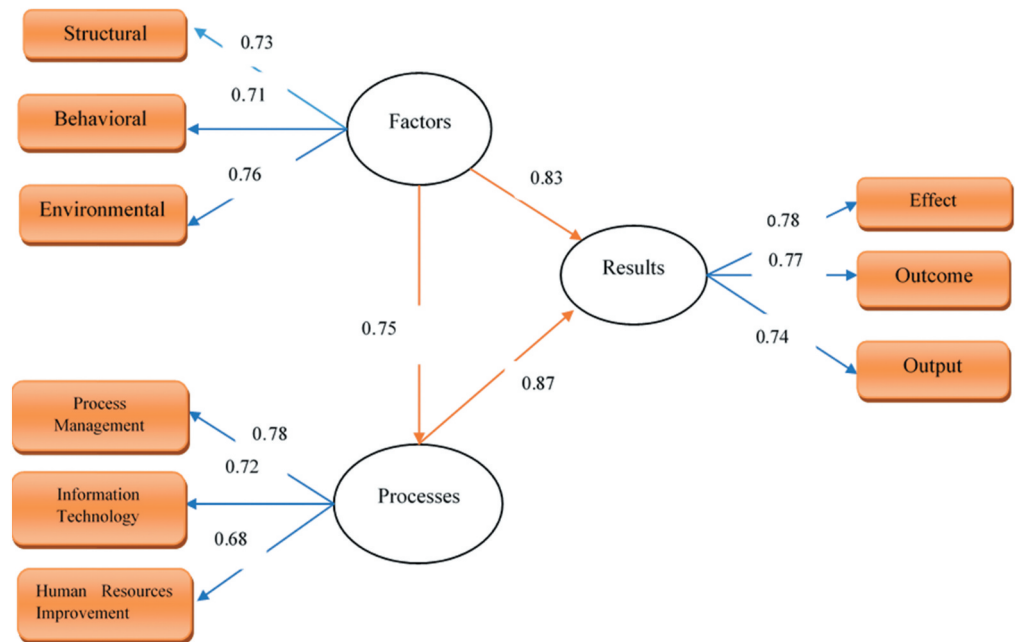 Structural
0.73
0.71
Behavioral
Factors
0.76
Environmental
0.83
Effect
0.78
0.77
Results
Outcome
0.75
0.74
Output
0.87
Process
Management
0.78
0.72
Information
Technology
Processes
0.68
Human Resources
Improvement